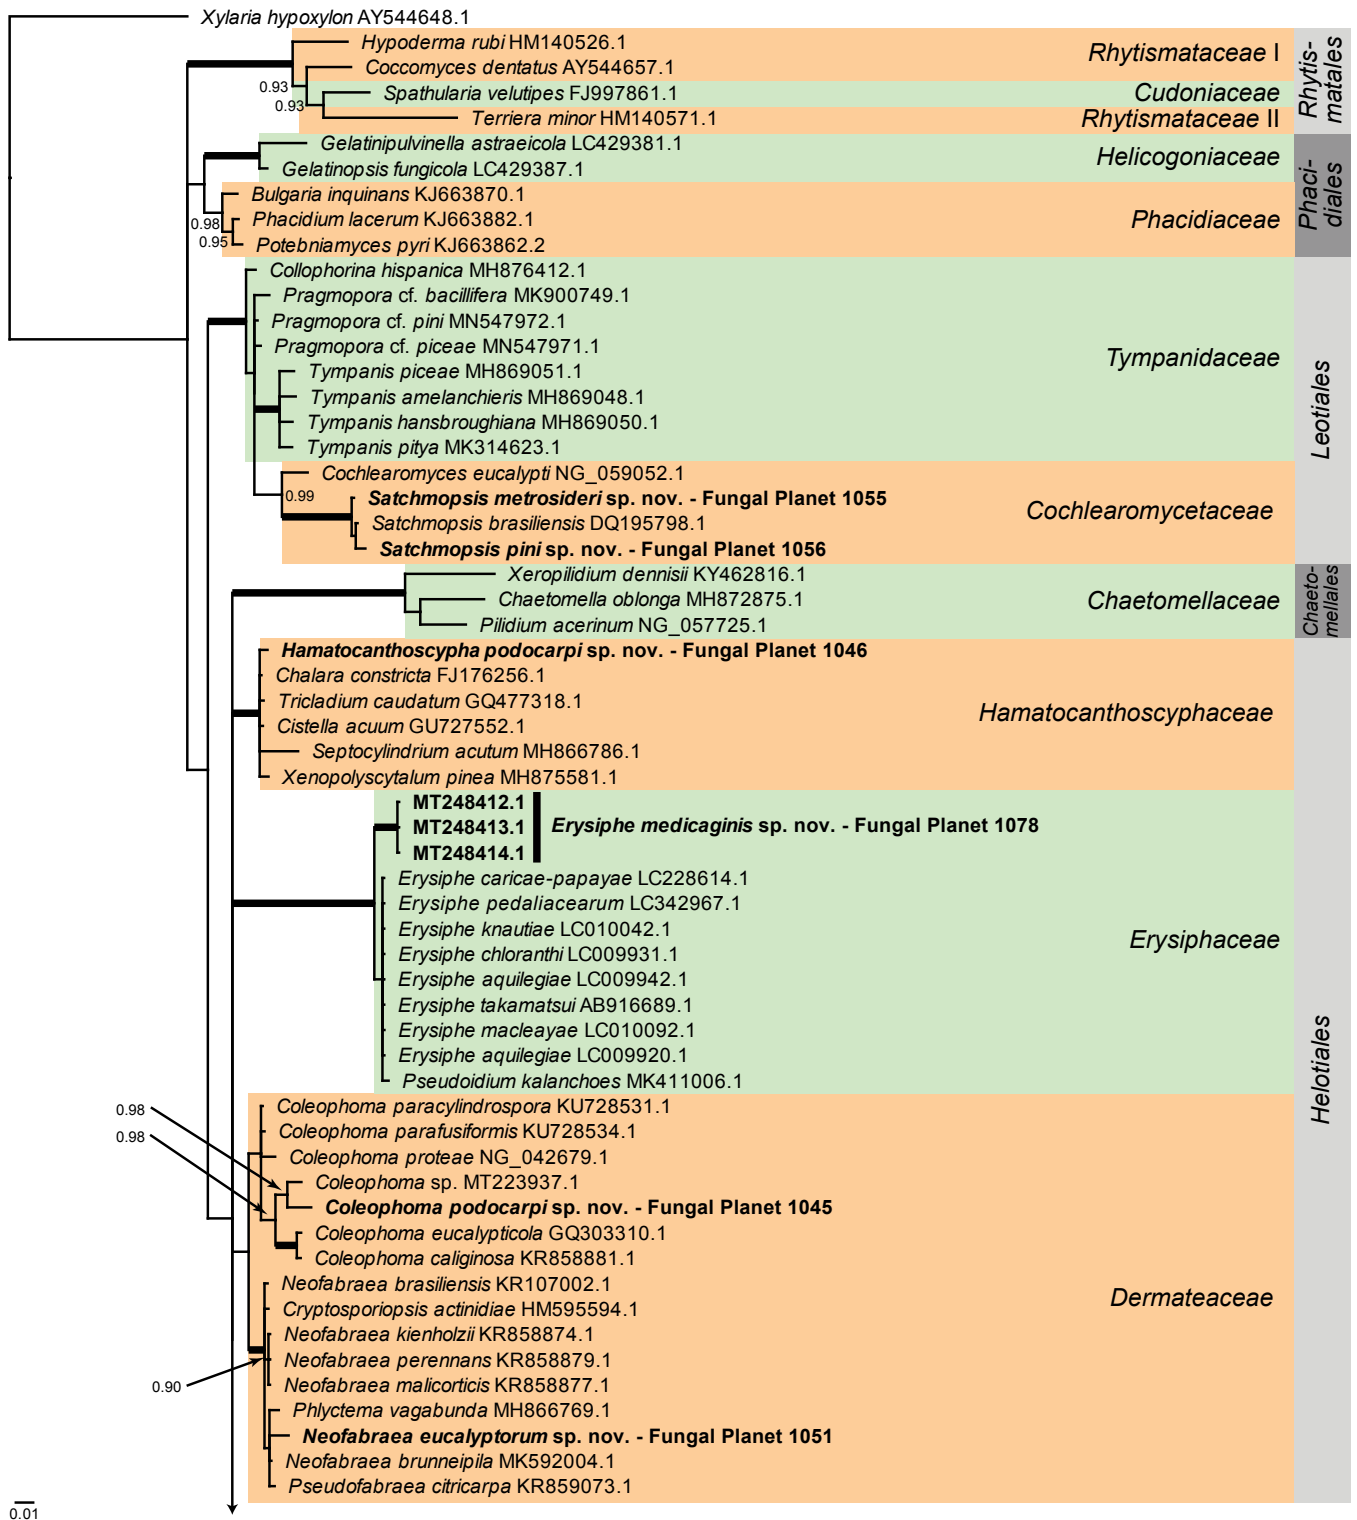 Xylaria hypoxylon AY544648.1
Hypoderma rubi HM140526.1
Coccomyces dentatus AY544657.1
Rhytismataceae I
0.93
Spathularia velutipes FJ997861.1
Cudoniaceae
0.93
Terriera minor HM140571.1
Rhytismataceae II
Rhytis-
matales
Gelatinipulvinella astraeicola LC429381.1
Gelatinopsis fungicola LC429387.1
Helicogoniaceae
Bulgaria inquinans KJ663870.1
0.98
Phacidium lacerum KJ663882.1
Phacidiaceae
0.95
Potebniamyces pyri KJ663862.2
Phaci-
diales
Collophorina hispanica MH876412.1
Pragmopora cf. bacillifera MK900749.1
Pragmopora cf. pini MN547972.1
Pragmopora cf. piceae MN547971.1
Tympanidaceae
Tympanis piceae MH869051.1
Tympanis amelanchieris MH869048.1
Tympanis hansbroughiana MH869050.1
Tympanis pitya MK314623.1
Leotiales
Cochlearomyces eucalypti NG_059052.1
0.99
Satchmopsis metrosideri sp. nov. - Fungal Planet 1055
Cochlearomycetaceae
Satchmopsis brasiliensis DQ195798.1
Satchmopsis pini sp. nov. - Fungal Planet 1056
Xeropilidium dennisii KY462816.1
Chaetomella oblonga MH872875.1
Chaetomellaceae
Pilidium acerinum NG_057725.1
Chaeto-
mellales
Hamatocanthoscypha podocarpi sp. nov. - Fungal Planet 1046
Chalara constricta FJ176256.1
Tricladium caudatum GQ477318.1
Hamatocanthoscyphaceae
Cistella acuum GU727552.1
Septocylindrium acutum MH866786.1
Xenopolyscytalum pinea MH875581.1
MT248412.1
MT248413.1
Erysiphe medicaginis sp. nov. - Fungal Planet 1078
MT248414.1
Erysiphe caricae-papayae LC228614.1
Erysiphe pedaliacearum LC342967.1
Erysiphe knautiae LC010042.1
Erysiphaceae
Erysiphe chloranthi LC009931.1
Erysiphe aquilegiae LC009942.1
Erysiphe takamatsui AB916689.1
Erysiphe macleayae LC010092.1
Erysiphe aquilegiae LC009920.1
Pseudoidium kalanchoes MK411006.1
Helotiales
Coleophoma paracylindrospora KU728531.1
0.98
Coleophoma parafusiformis KU728534.1
0.98
Coleophoma proteae NG_042679.1
Coleophoma sp. MT223937.1
Coleophoma podocarpi sp. nov. - Fungal Planet 1045
Coleophoma eucalypticola GQ303310.1
Coleophoma caliginosa KR858881.1
Neofabraea brasiliensis KR107002.1
Dermateaceae
Cryptosporiopsis actinidiae HM595594.1
Neofabraea kienholzii KR858874.1
Neofabraea perennans KR858879.1
0.90
Neofabraea malicorticis KR858877.1
Phlyctema vagabunda MH866769.1
Neofabraea eucalyptorum sp. nov. - Fungal Planet 1051
Neofabraea brunneipila MK592004.1
Pseudofabraea citricarpa KR859073.1
0.01